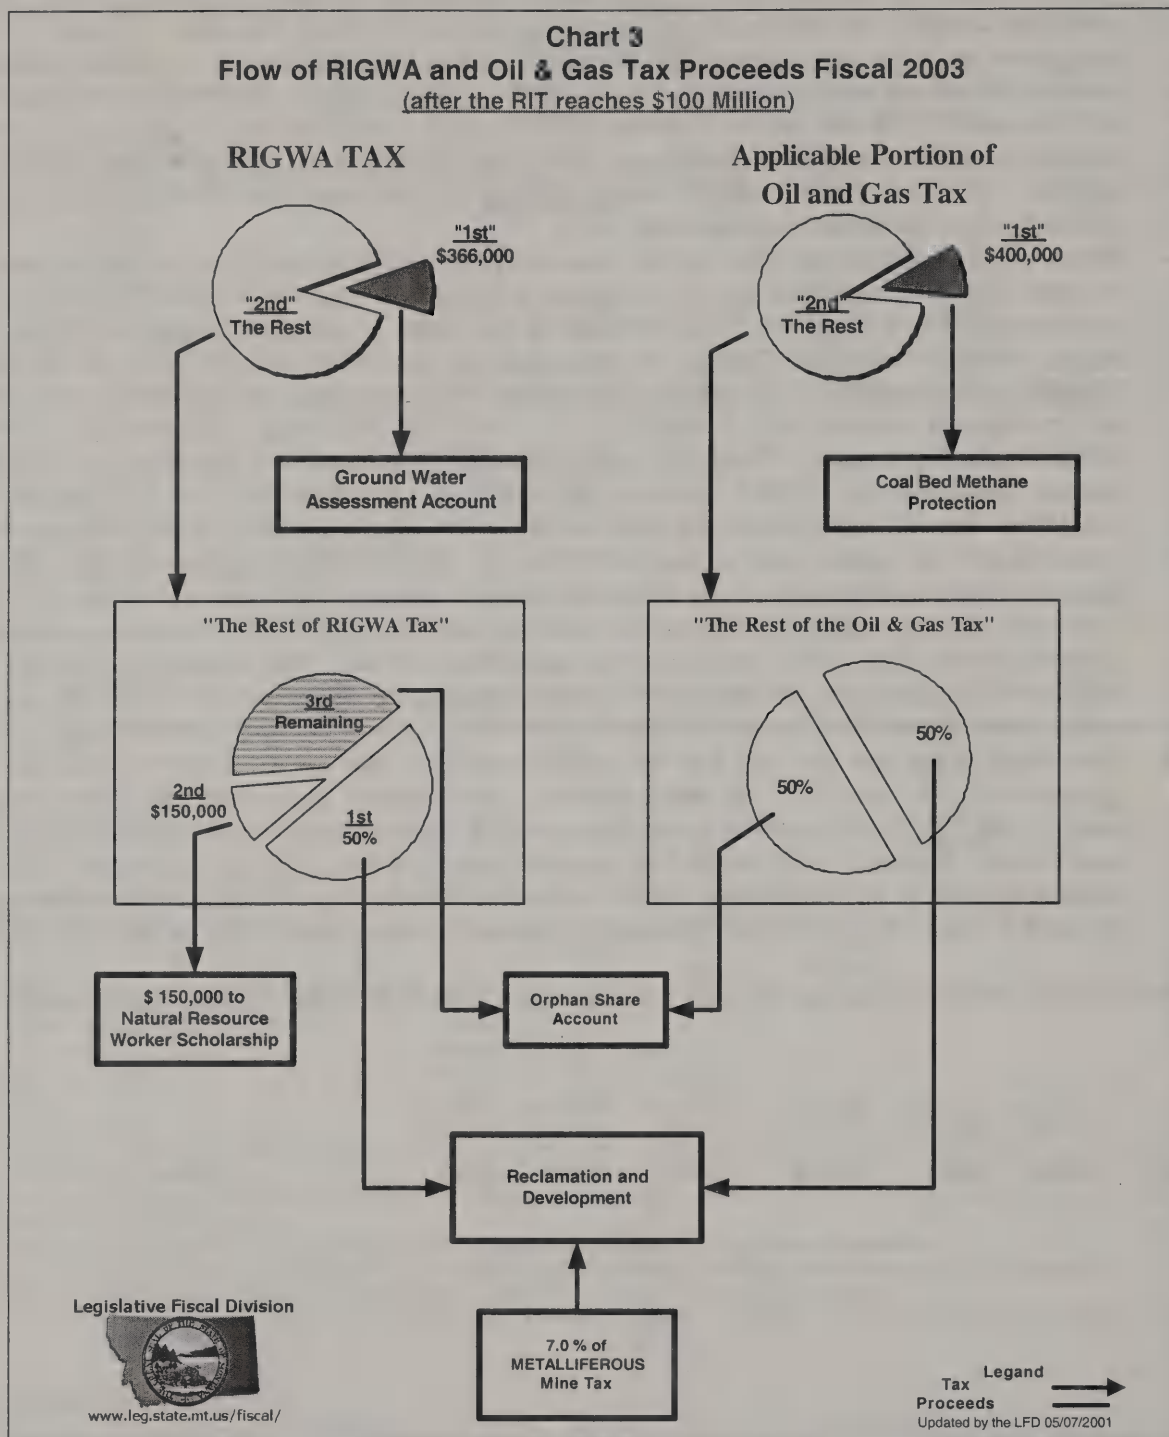 Chart 3
Flow of RIGWA and Oil & Gas Tax Proceeds Fiscal 2003
(after the RIT reaches $100 Million)
RIGWA TAX
"1st"
$366,000
"2nd"
The Rest
Ground Water
Assessment Account
Applicable Portion of
Oil and Gas Tax
"1st"
$400,000
"2nd"
The Rest
Coal Bed Methane
Protection
"The Rest of RIGWA Tax"
3rd
Remaining
2nd
$150,000
1st
50%
"The Rest of the Oil & Gas Tax"
50%
50%
$ 150,000 to
Natural Resource
Worker Scholarship
Orphan Share
Account
Reclamation and
Development
7.0 % of
METALLIFEROUS
Mine Tax
Legislative Fiscal Division
www.leg.state.mt.us/fiscal/
Legand
Tax
Proceeds
Updated by the LFD 05/07/2001